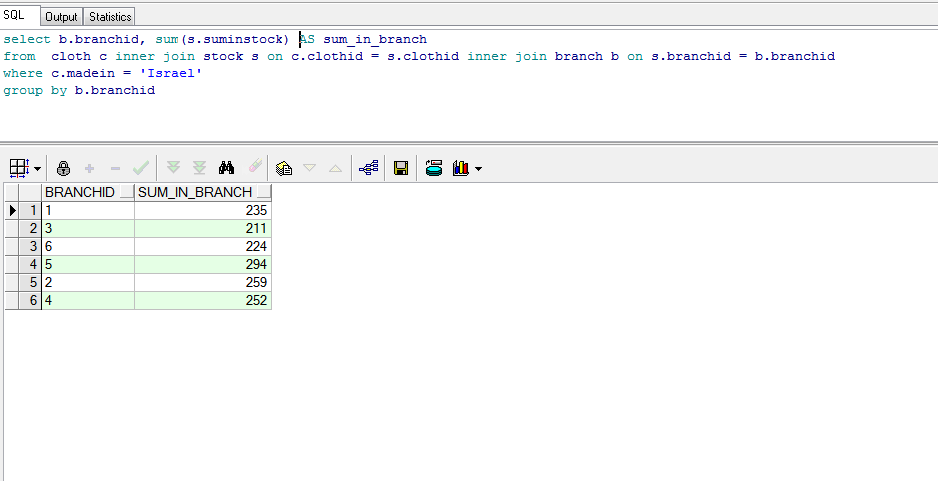 SQL Output Statistics
select b.branchid, sum(s.suminstock) AS sum_in_branch
from  cloth c inner join stock s on c.clothid = s.clothid inner join branch b on s.branchid = b.branchid
where c.madein = 'Israel'
group by b.branchid
BRANCHID SUM_IN_BRANCH
1 1 235
2 3 211
3 6 224
4 5 294
5 2 259
6 4 252